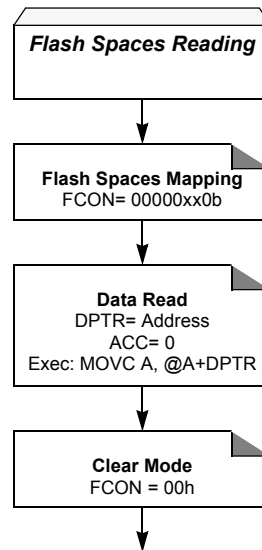 Flash Spaces Reading
Flash Spaces Mapping
FCON= 00000xx0b
Data Read
DPTR= Address
ACC= 0
Exec: MOVC A, @A+DPTR
Clear Mode
FCON = 00h